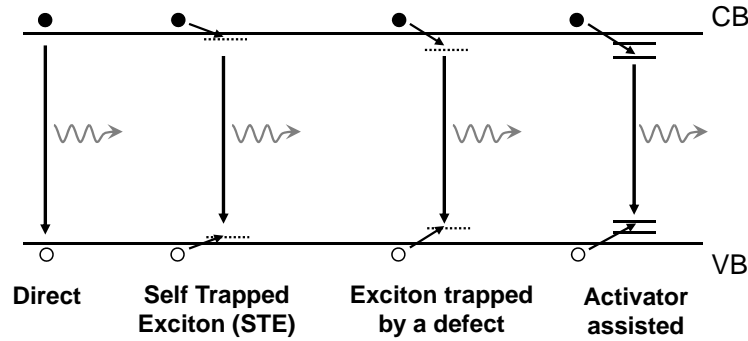 CB
VB
Direct
Self Trapped
Exciton (STE)
Exciton trapped
by a defect
Activator
assisted